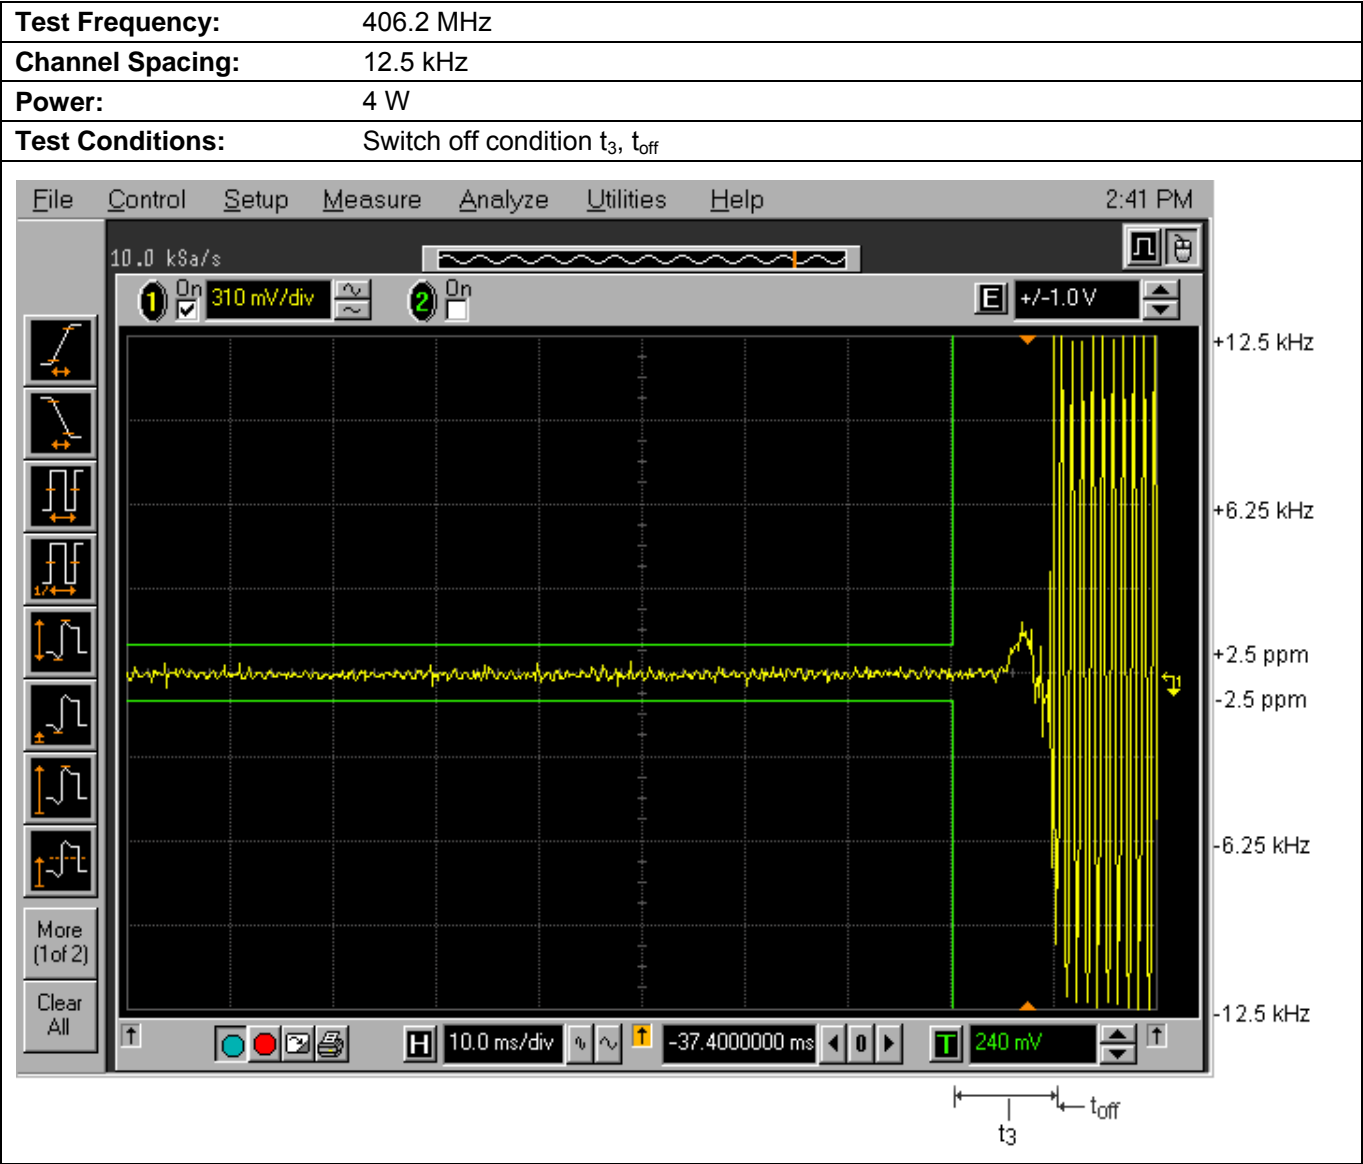 Test Frequency: 406.2 MHz
Channel Spacing: 12.5 kHz
Power: 4 W
Test Conditions: Switch off condition t3, toff
File Control Setup Measure Analyze Utilities Help 2:41 PM
10.0 kSa/s
1 On 310 mV/div 2 On E +/-1.0 V
+12.5 kHz
+6.25 kHz
1/
+2.5 ppm
1
-2.5 ppm
-6.25 kHz
More
(1of 2)
Clear
All
-12.5 kHz
H 10.0 ms/div -37.4000000 ms 0 T 240 mV
toff
t3